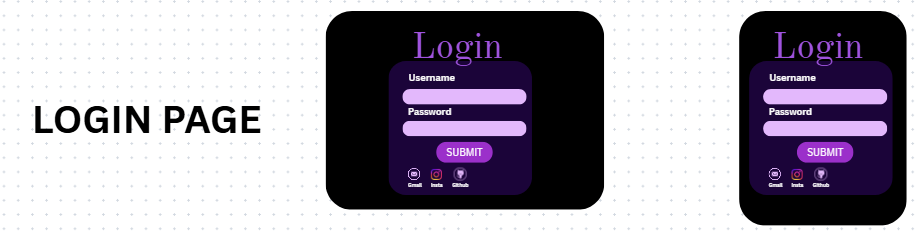 LOGIN PAGE
Login
Username
Password
SUBMIT
Gmail Insta Github
Login
Username
Password
SUBMIT
Gmail Insta Github